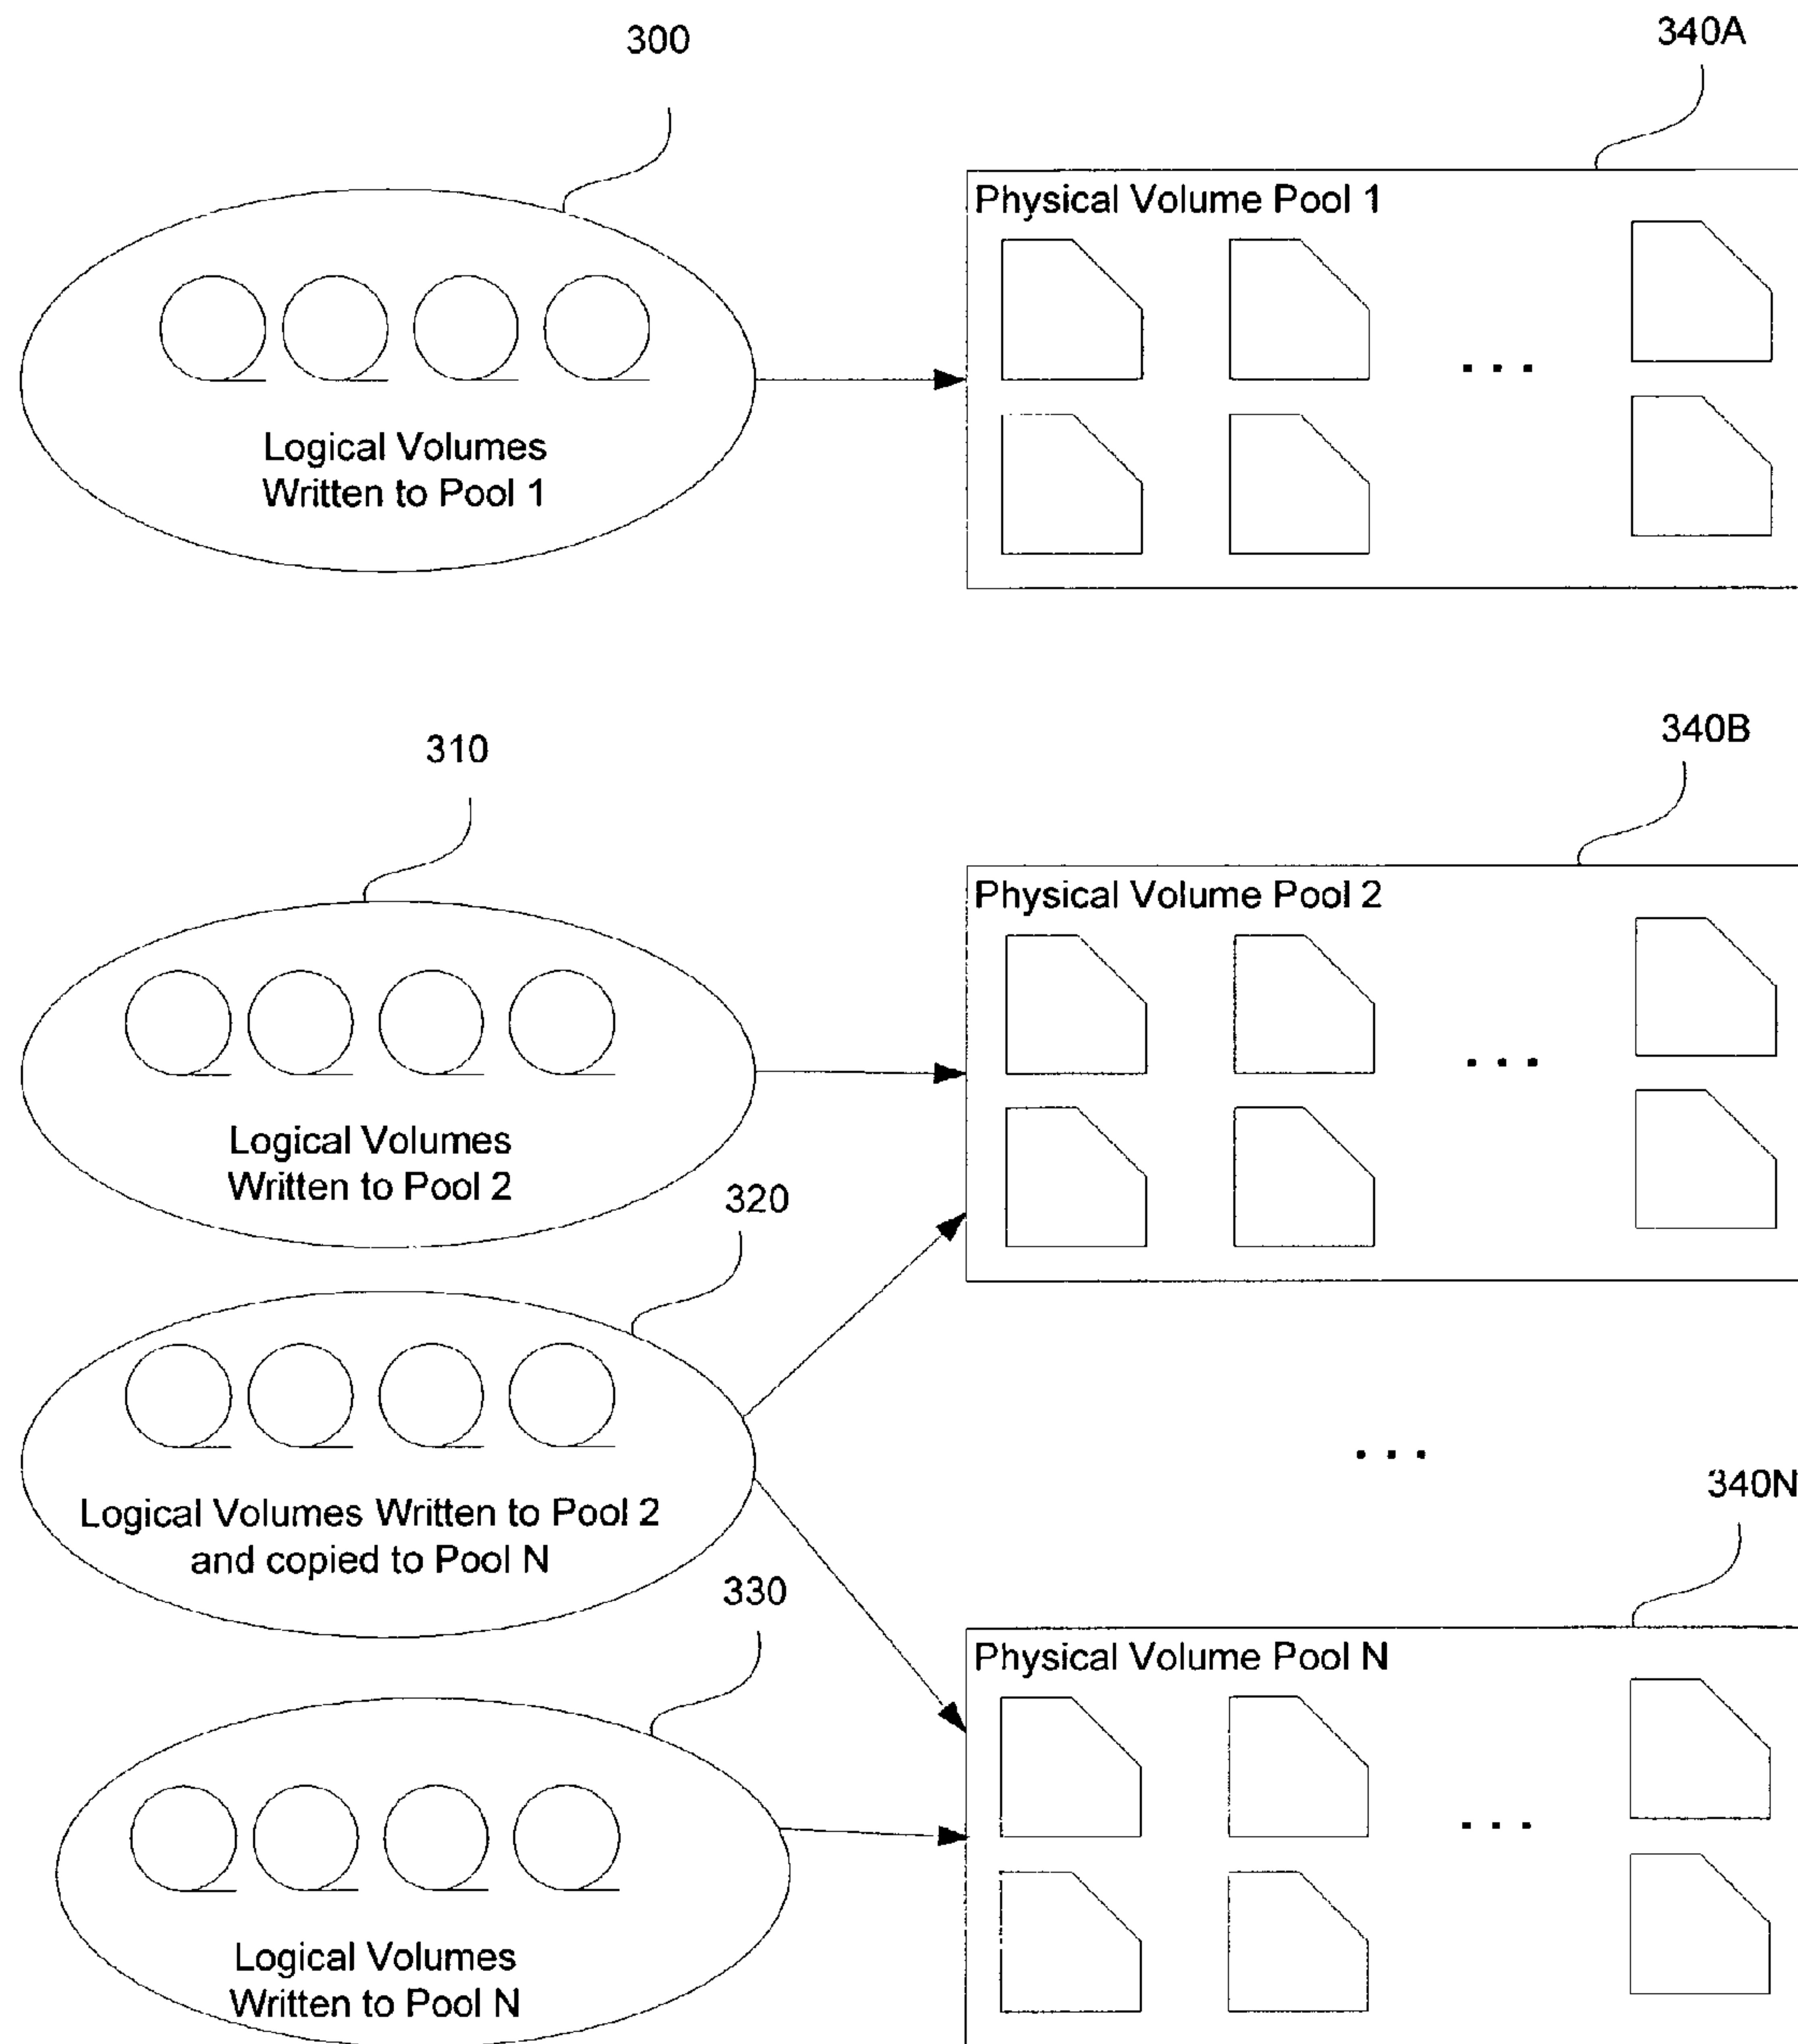 300
340A
Physical Volume Pool 1
. . .
Logical Volumes
Written to Pool 1
310
340B
Physical Volume Pool 2
. . .
Logical Volumes
Written to Pool 2
320
. . .
Logical Volumes Written to Pool 2
and copied to Pool N
340N
330
Physical Volume Pool N
. . .
Logical Volumes
Written to Pool N